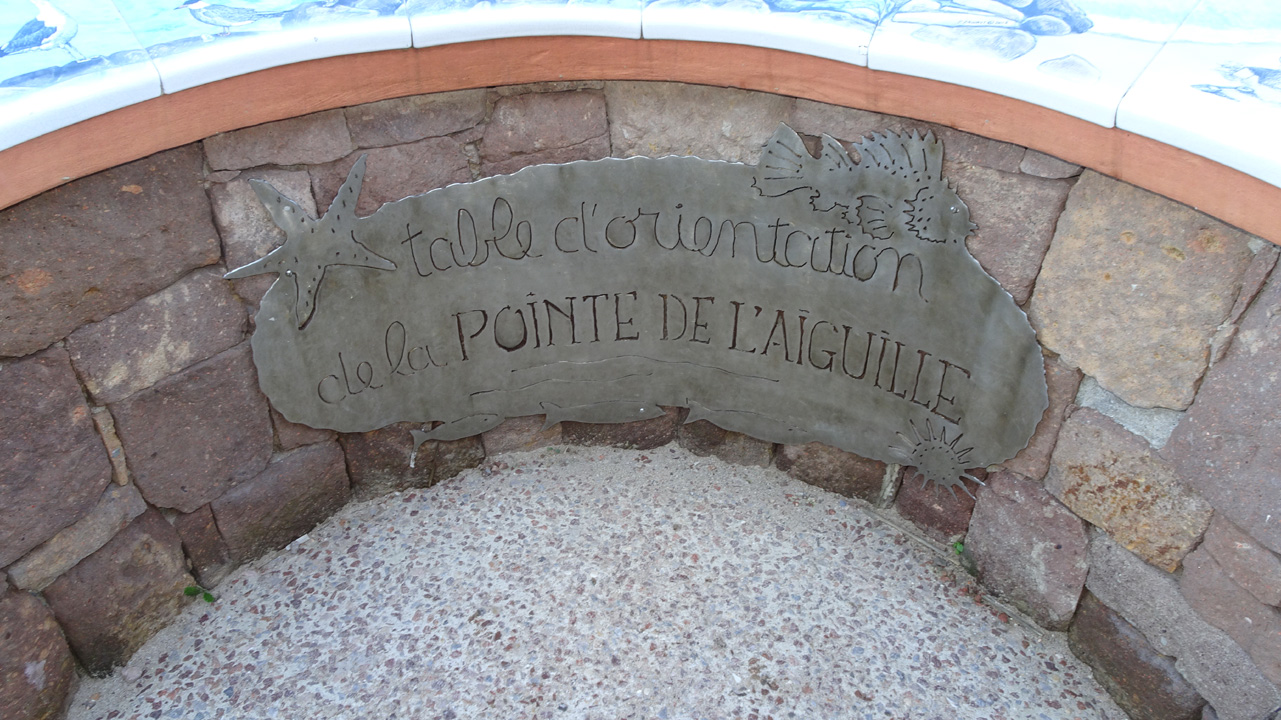 table d'orientation
de la POINTE DE L'AIGUILLE